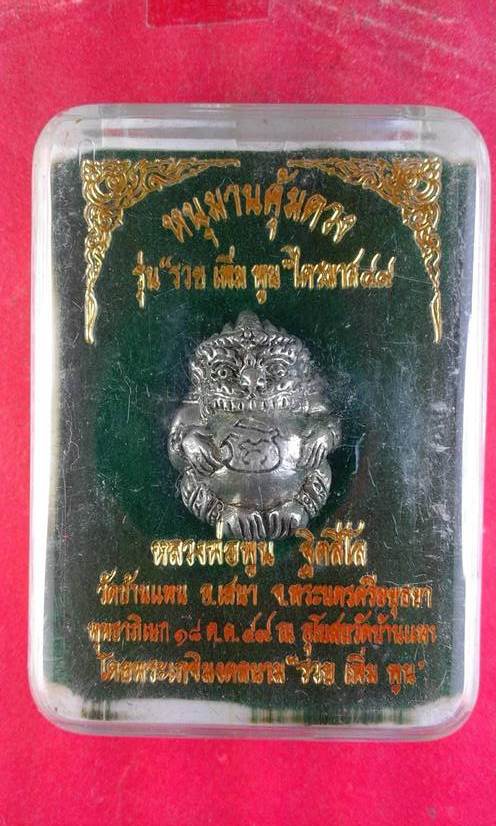 หนุมานคุ้มดวง
รุ่น "รวย เพิ่ม พูน" ไตรมาส ๔๙
หลวงพ่อพูน ฐิตสีโล
วัดบ้านแพน อ.เสนา จ.พระนครศรีอยุธยา
พุทธาภิเษก ๑๘ ต.ค. ๔๙ ณ อุโบสถวัดบ้านแพน
โดยพระเกจิมงคลนาม "รวย เพิ่ม พูน"